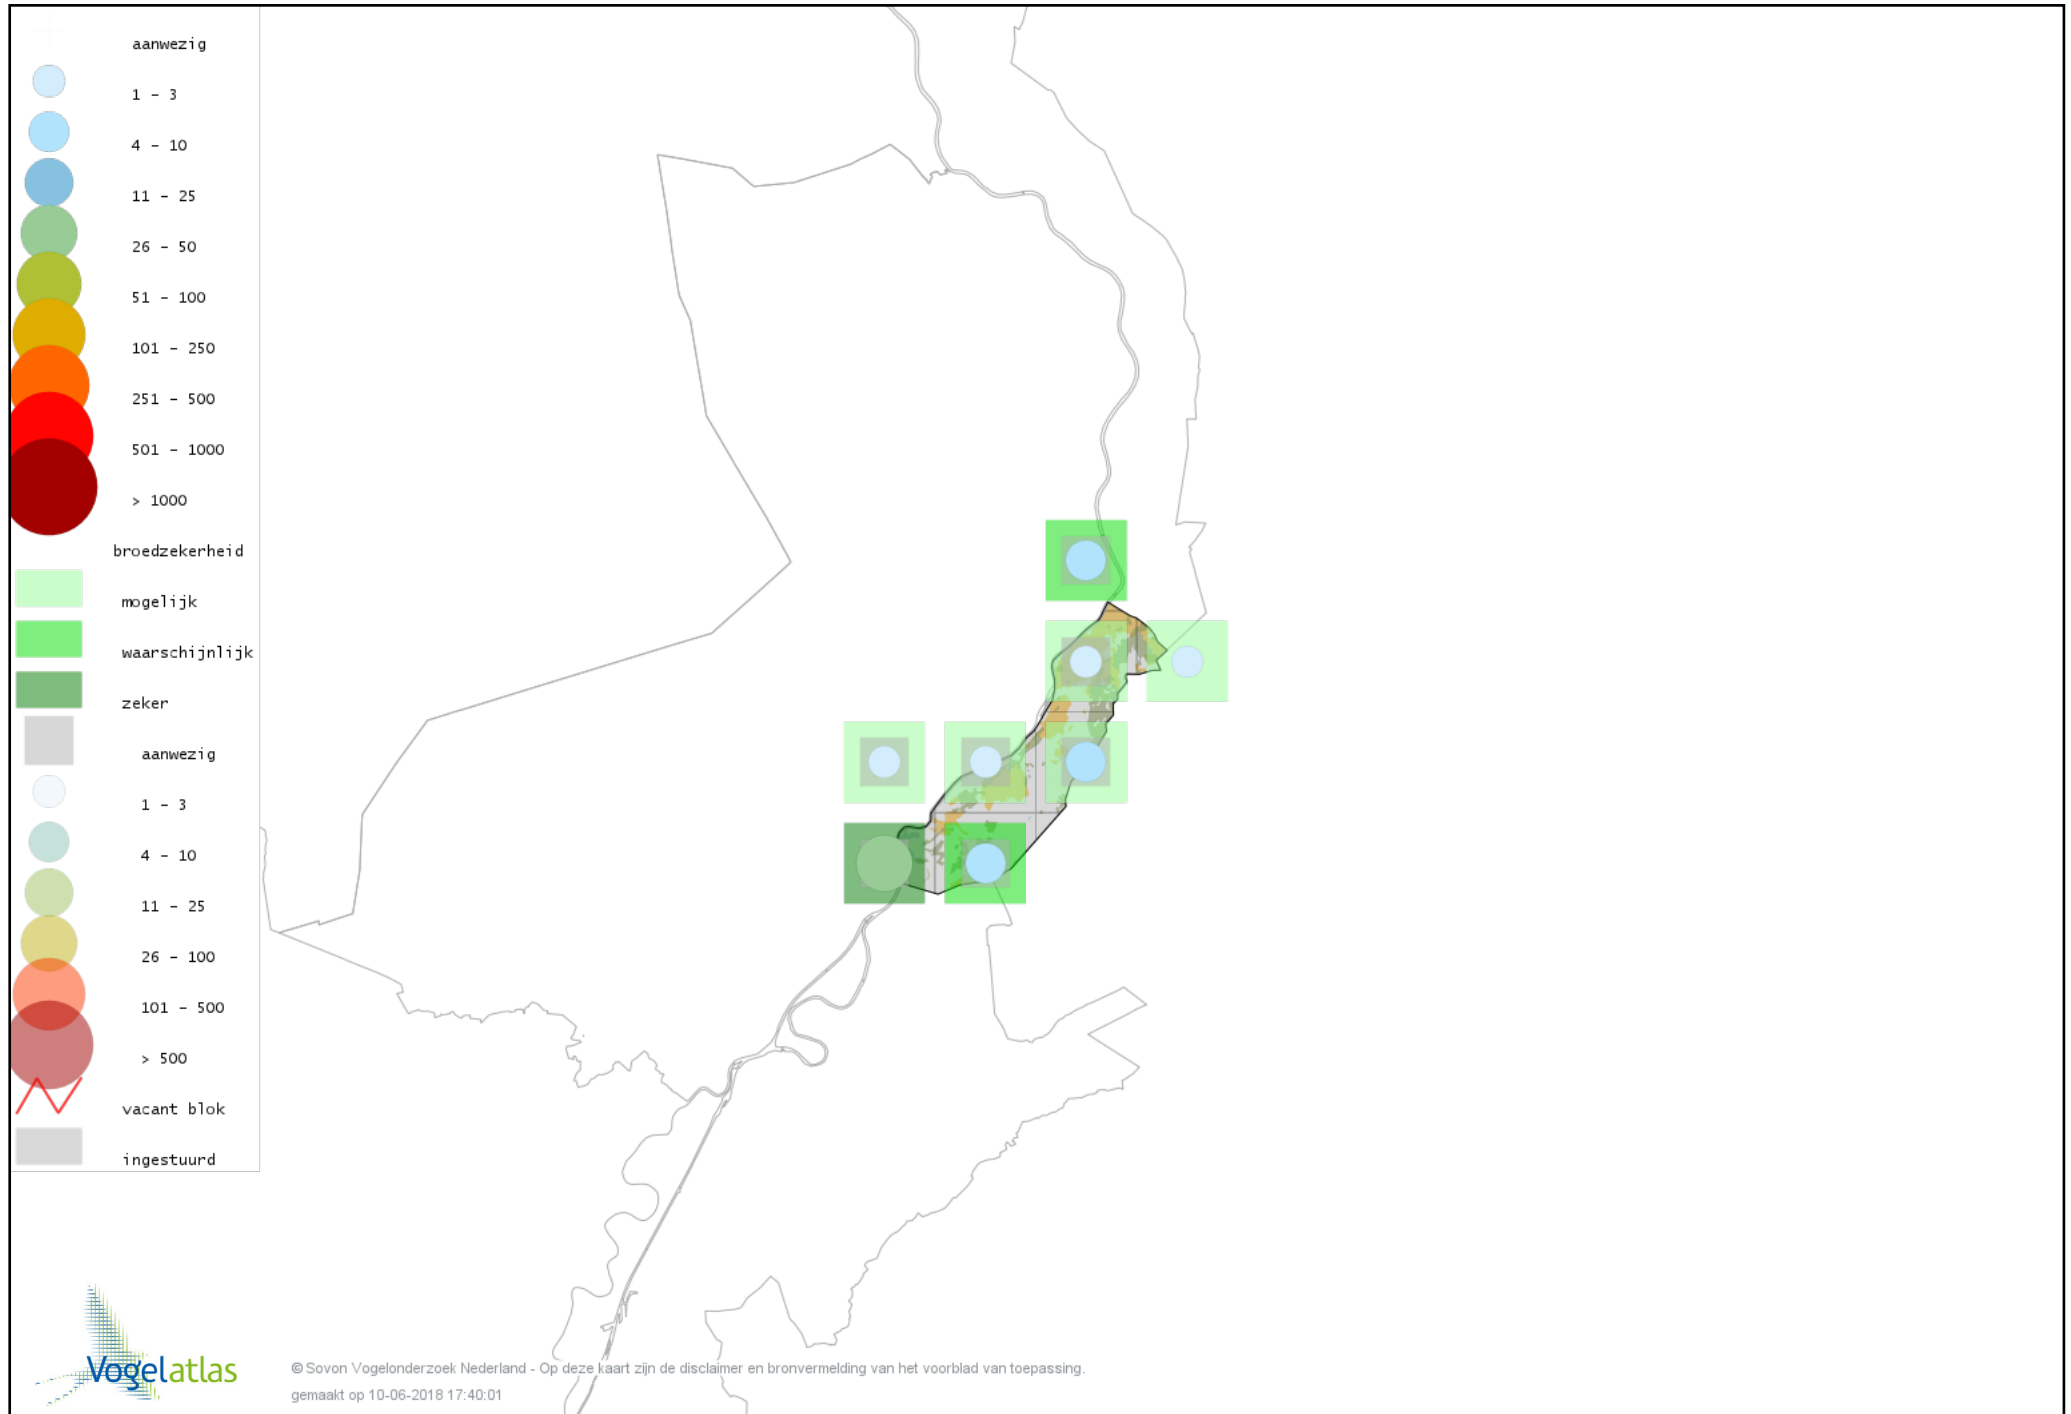 aanwezig
1 - 3
4 - 10
11 - 25
26 - 50
51 - 100
101 - 250
251 - 500
501 - 1000
> 1000
broedzekerheid
mogelijk
waarschijnlijk
zeker
aanwezig
1 - 3
4 - 10
11 - 25
26 - 100
101 - 500
> 500
vacant blok
ingestuurd
Vogelatlas
© Sovon Vogelonderzoek Nederland - Op deze kaart zijn de disclaimer en bronvermelding van het voorblad van toepassing.
gemaakt op 10-06-2018 17:40:01